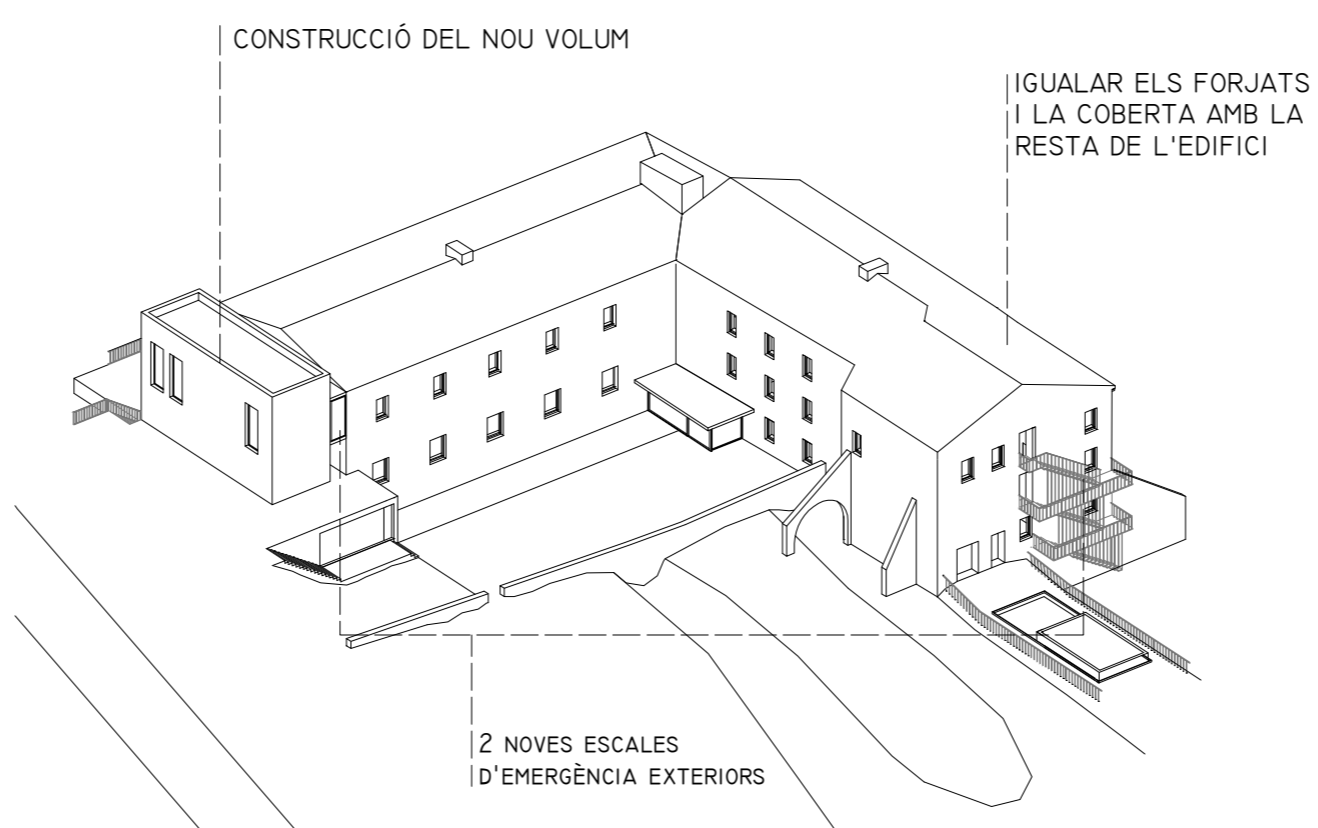 CONSTRUCCIÓ DEL NOU VOLUM
IGUALAR ELS FORJATS
I LA COBERTA AMB LA
RESTA DE L'EDIFICI
2 NOVES ESCALES
D'EMERGÈNCIA EXTERIORS